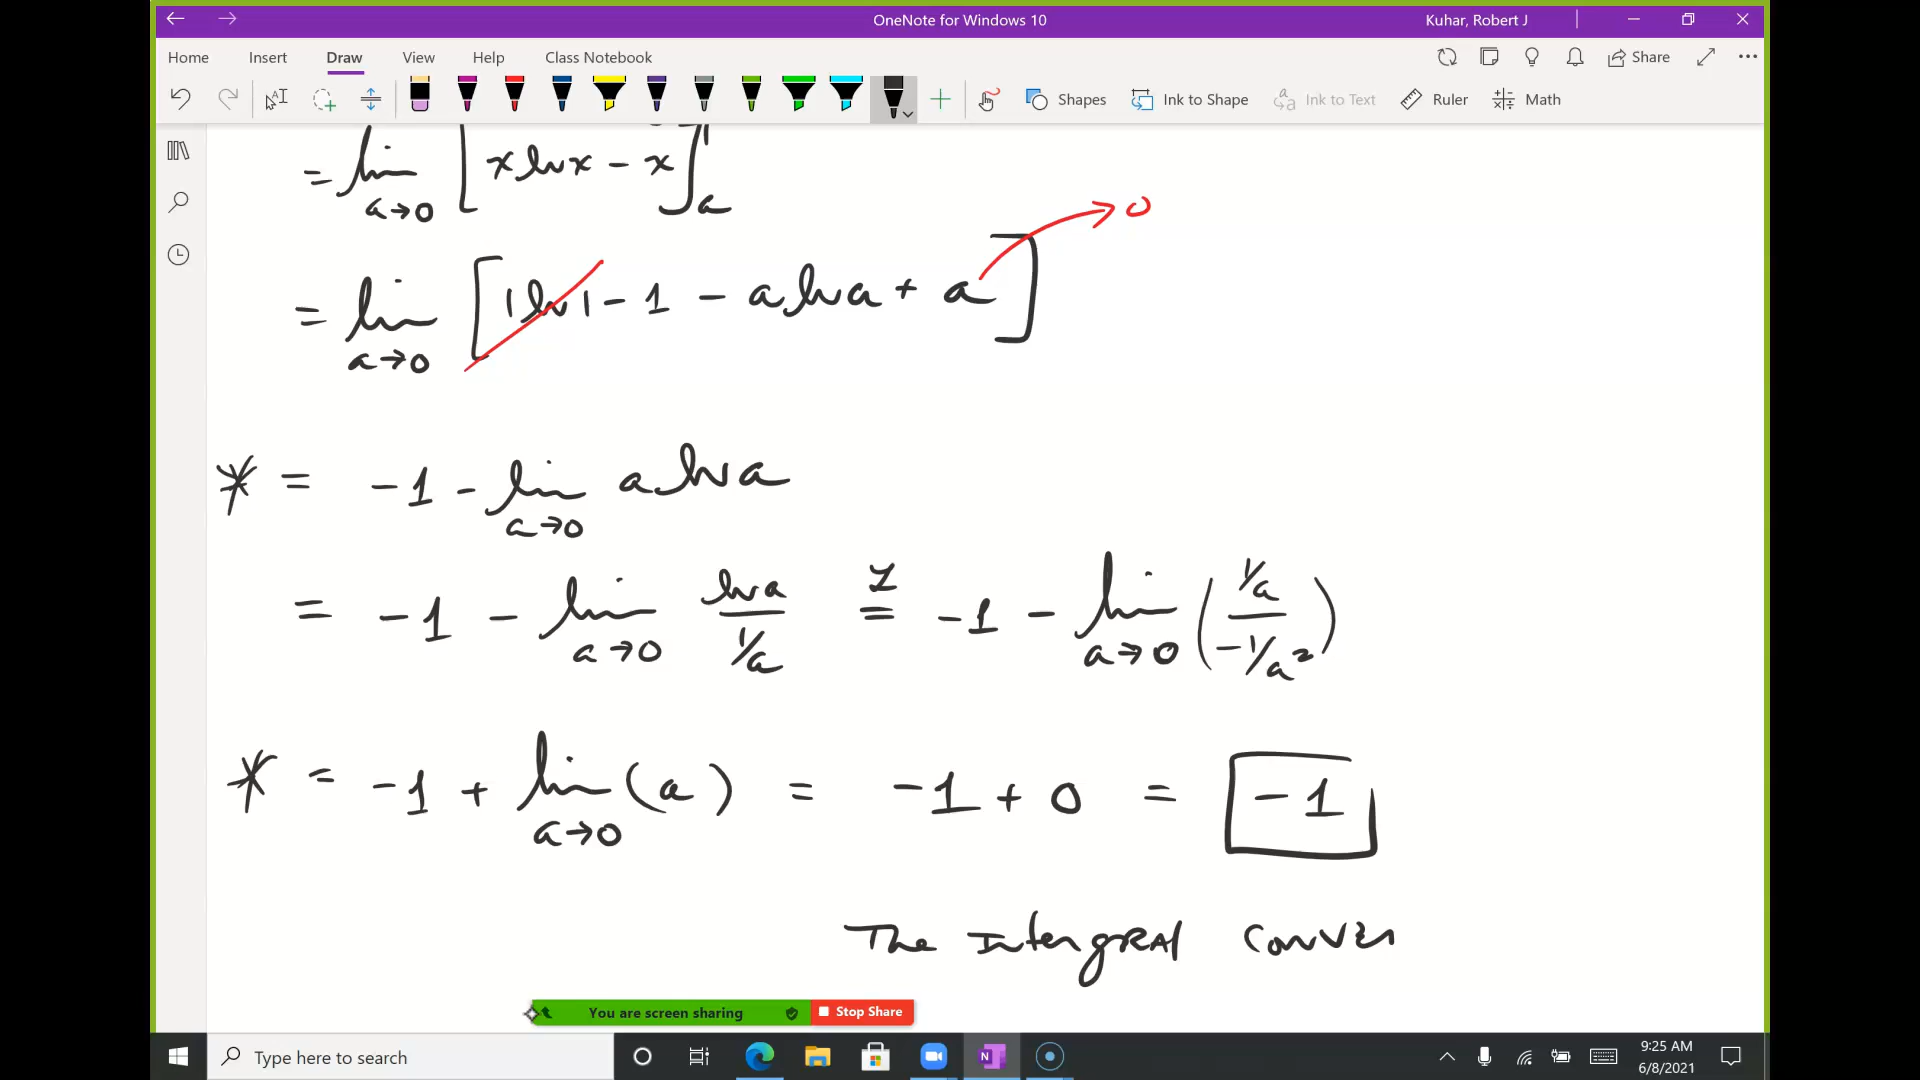 OneNote for Windows 10
Kuhar, Robert J
Home Insert Draw View Help Class Notebook Share
Shapes Ink to Shape Ink to Text Ruler Math
= lim a→0 [x ln x - x]
1
a
= lim a→0 [1 ln 1 - 1 - a ln a + a] → 0
* = -1 - lim a→0 a ln a
= -1 - lim a→0 ln a / 1/a L = -1 - lim a→0 (1/a / -1/a²)
* = -1 + lim a→0 (a) = -1 + 0 = -1
The Intergral conver
You are screen sharing Stop Share
Type here to search
9:25 AM
6/8/2021